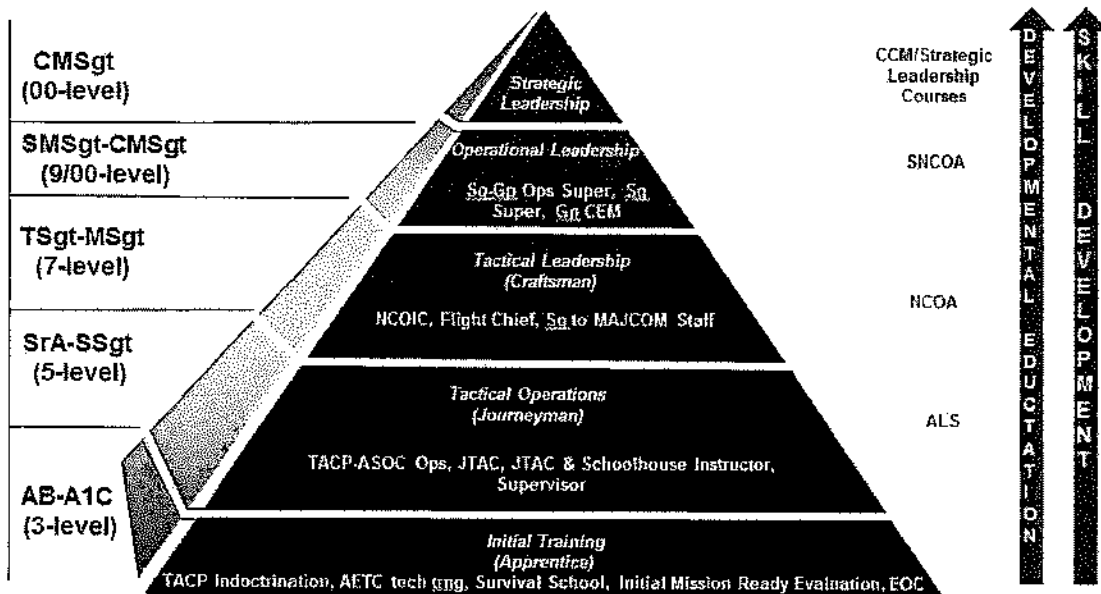 CMSgt
(00-level)
SMSgt-CMSgt
(9/00-level)
TSgt-MSgt
(7-level)
SrA-SSgt
(5-level)
AB-A1C
(3-level)
Strategic
Leadership
Operational Leadership
Sq-Gp Ops Super, Sq
Super, Gp CEM
Tactical Leadership
(Craftsman)
NCOIC, Flight Chief, Sq to MAJCOM Staff
Tactical Operations
(Journeyman)
TACP-ASOC Ops, JTAC, JTAC & Schoolhouse Instructor,
Supervisor
Initial Training
(Apprentice)
TACP Indoctrination, AETC tech tng, Survival School, Initial Mission Ready Evaluation, EOC
CCM/Strategic
Leadership
Courses
SNCOA
NCOA
ALS
DEVELOPMENTAL EDUCTATION
SKILL DEVELOPMENT